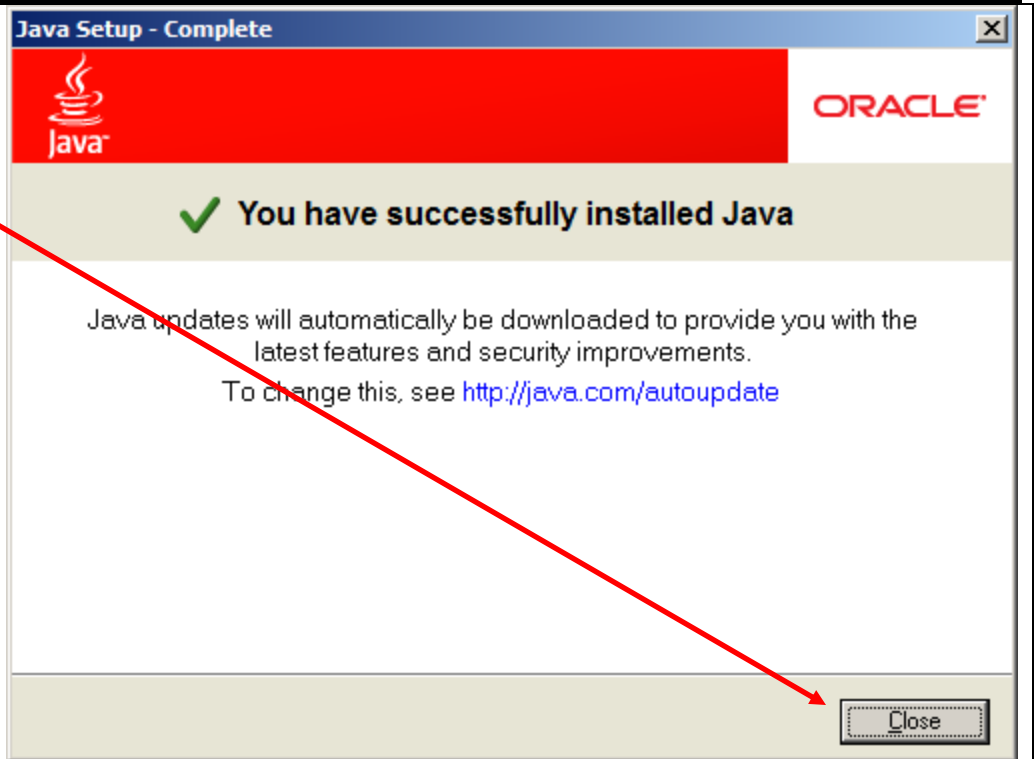 Java Setup - Complete
Java
ORACLE
You have successfully installed Java
Java updates will automatically be downloaded to provide you with the
latest features and security improvements.
To change this, see http://java.com/autoupdate
Close